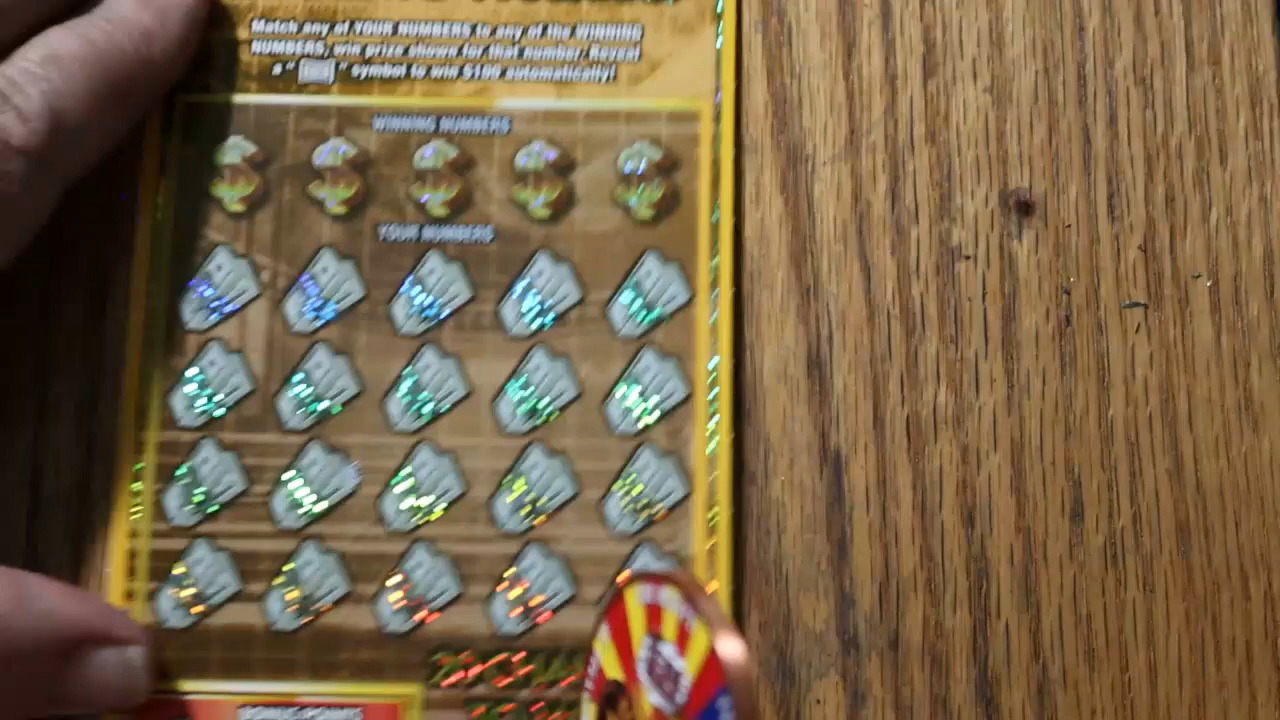 Match any of YOUR NUMBERS to any of the WINNING
NUMBERS, win prize shown for that number. Reveal
a " " symbol to win $100 automatically!
WINNING NUMBERS
YOUR NUMBERS